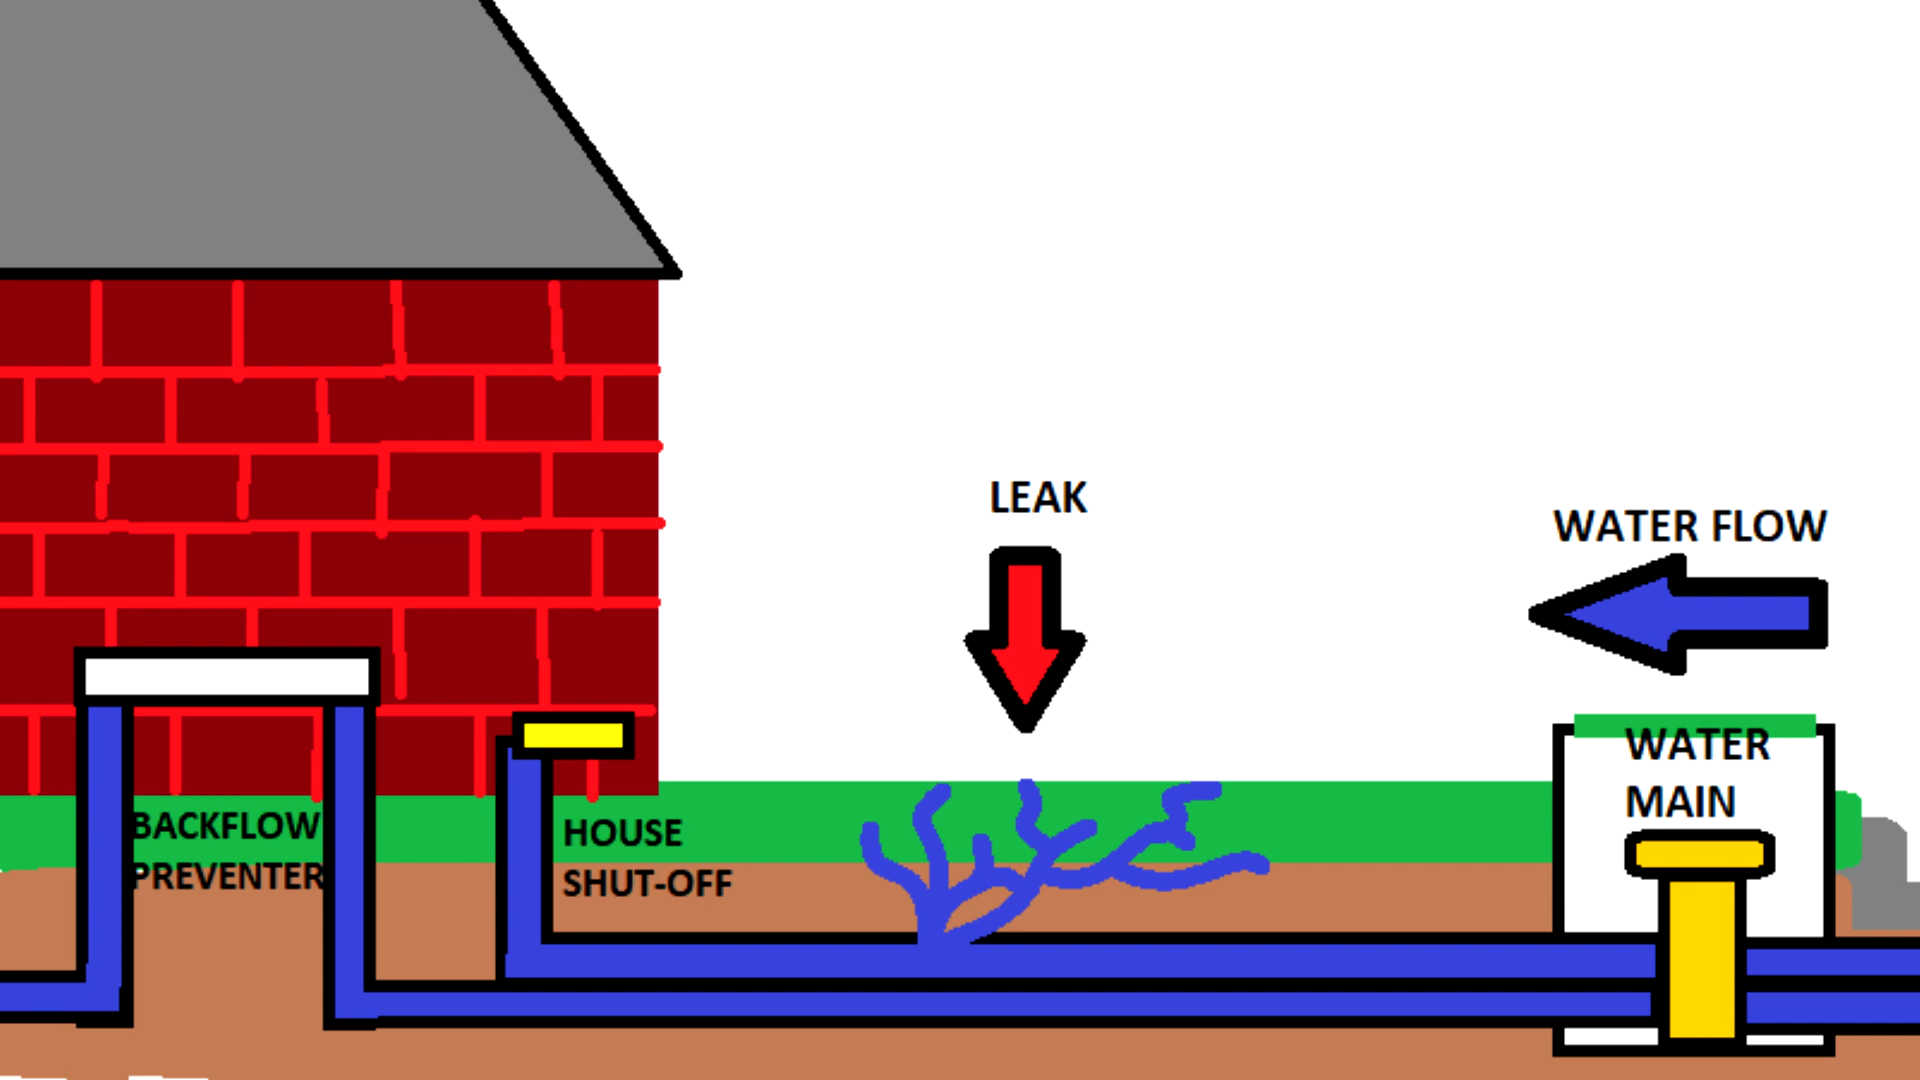 LEAK
WATER FLOW
WATER
MAIN
BACKFLOW
PREVENTER
HOUSE
SHUT-OFF